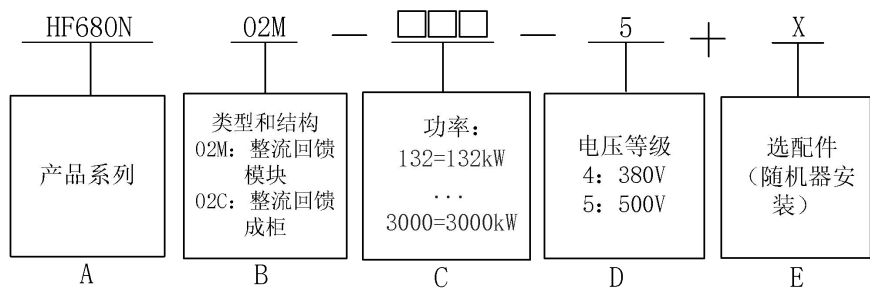 HF680N 02M — □□□ — 5 + X
产品系列
类型和结构
02M：整流回馈
模块
02C：整流回馈
成柜
功率：
132=132kW
...
3000=3000kW
电压等级
4：380V
5：500V
选配件
（随机器安
装）
A B C D E